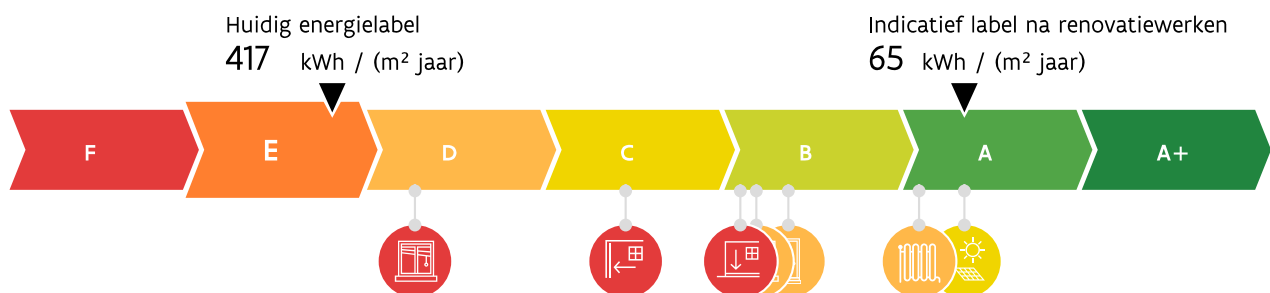 Huidig energielabel
417 kWh / (m² jaar)
Indicatief label na renovatiewerken
65 kWh / (m² jaar)
F E D C B A A+